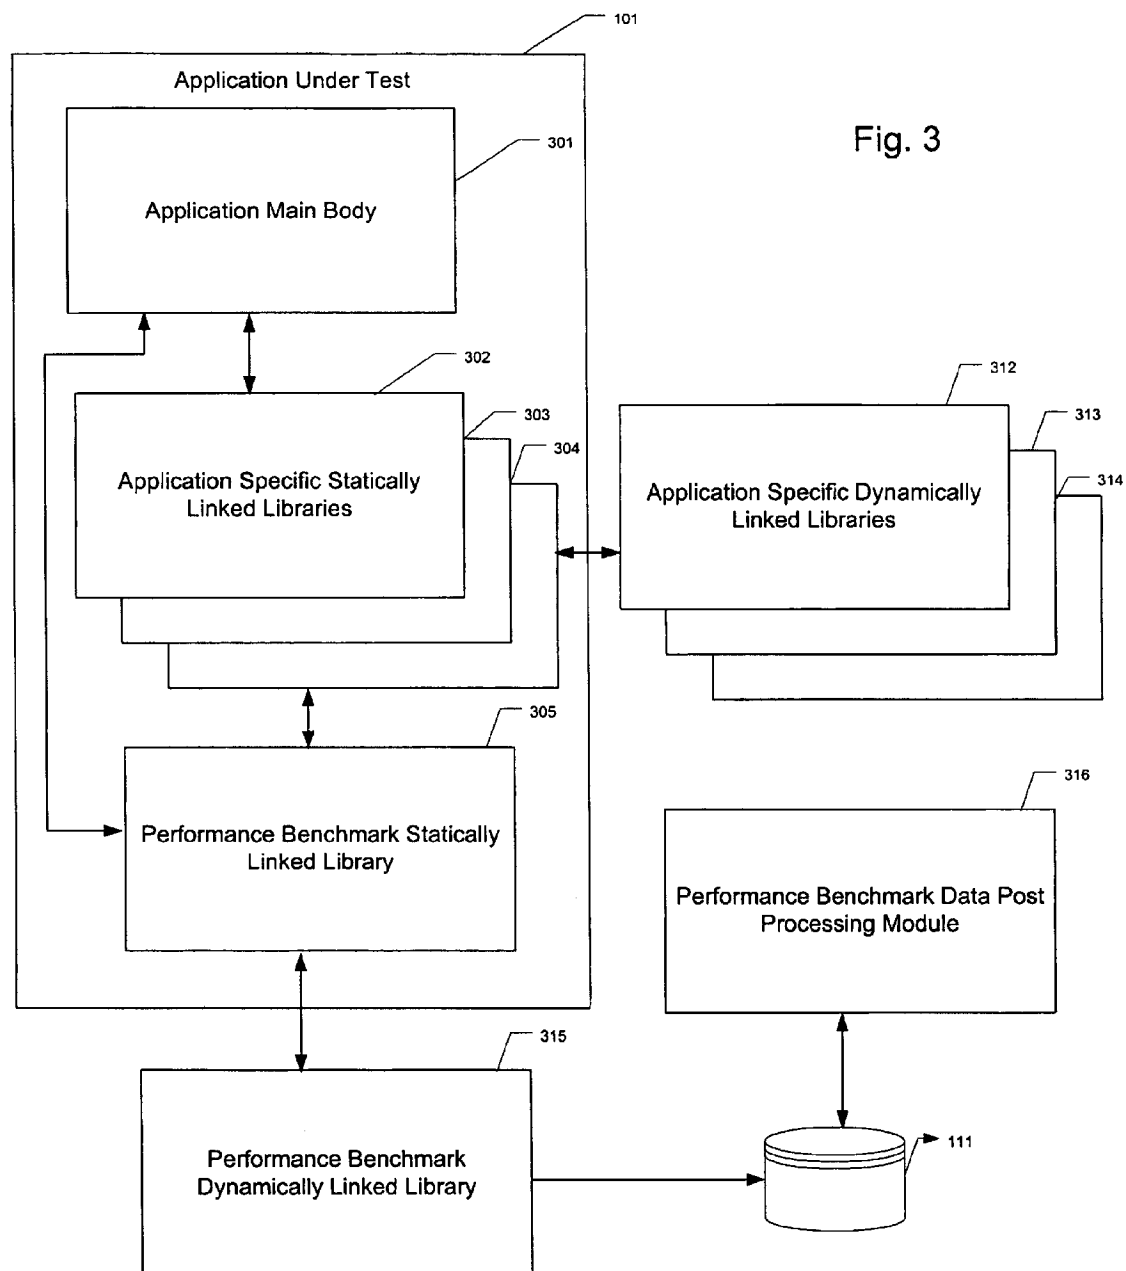 101
Application Under Test
301
Fig. 3
Application Main Body
302
303
304
Application Specific Statically
Linked Libraries
312
313
314
Application Specific Dynamically
Linked Libraries
305
Performance Benchmark Statically
Linked Library
316
Performance Benchmark Data Post
Processing Module
315
Performance Benchmark
Dynamically Linked Library
111